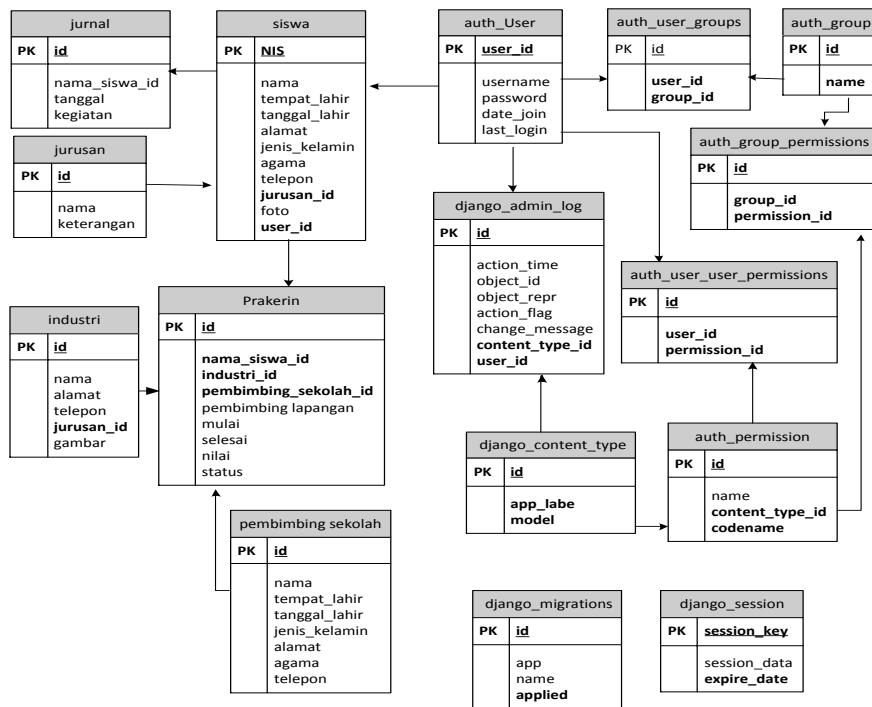 jurnal
PK id
nama_siswa_id
tanggal
kegiatan
siswa
PK NIS
nama
tempat_lahir
tanggal_lahir
alamat
jenis_kelamin
agama
telepon
jurusan_id
foto
user_id
auth_User
PK user_id
username
password
date_join
last_login
auth_user_groups
PK id
user_id
group_id
auth_group
PK id
name
jurusan
PK id
nama
keterangan
auth_group_permissions
PK id
group_id
permission_id
django_admin_log
PK id
action_time
object_id
object_repr
action_flag
change_message
content_type_id
user_id
auth_user_user_permissions
PK id
user_id
permission_id
industri
PK id
nama
alamat
telepon
jurusan_id
gambar
Prakerin
PK id
nama_siswa_id
industri_id
pembimbing_sekolah_id
pembimbing lapangan
mulai
selesai
nilai
status
django_content_type
PK id
app_labe
model
auth_permission
PK id
name
content_type_id
codename
pembimbing sekolah
PK id
nama
tempat_lahir
tanggal_lahir
jenis_kelamin
alamat
agama
telepon
django_migrations
PK id
app
name
applied
django_session
PK session_key
session_data
expire_date